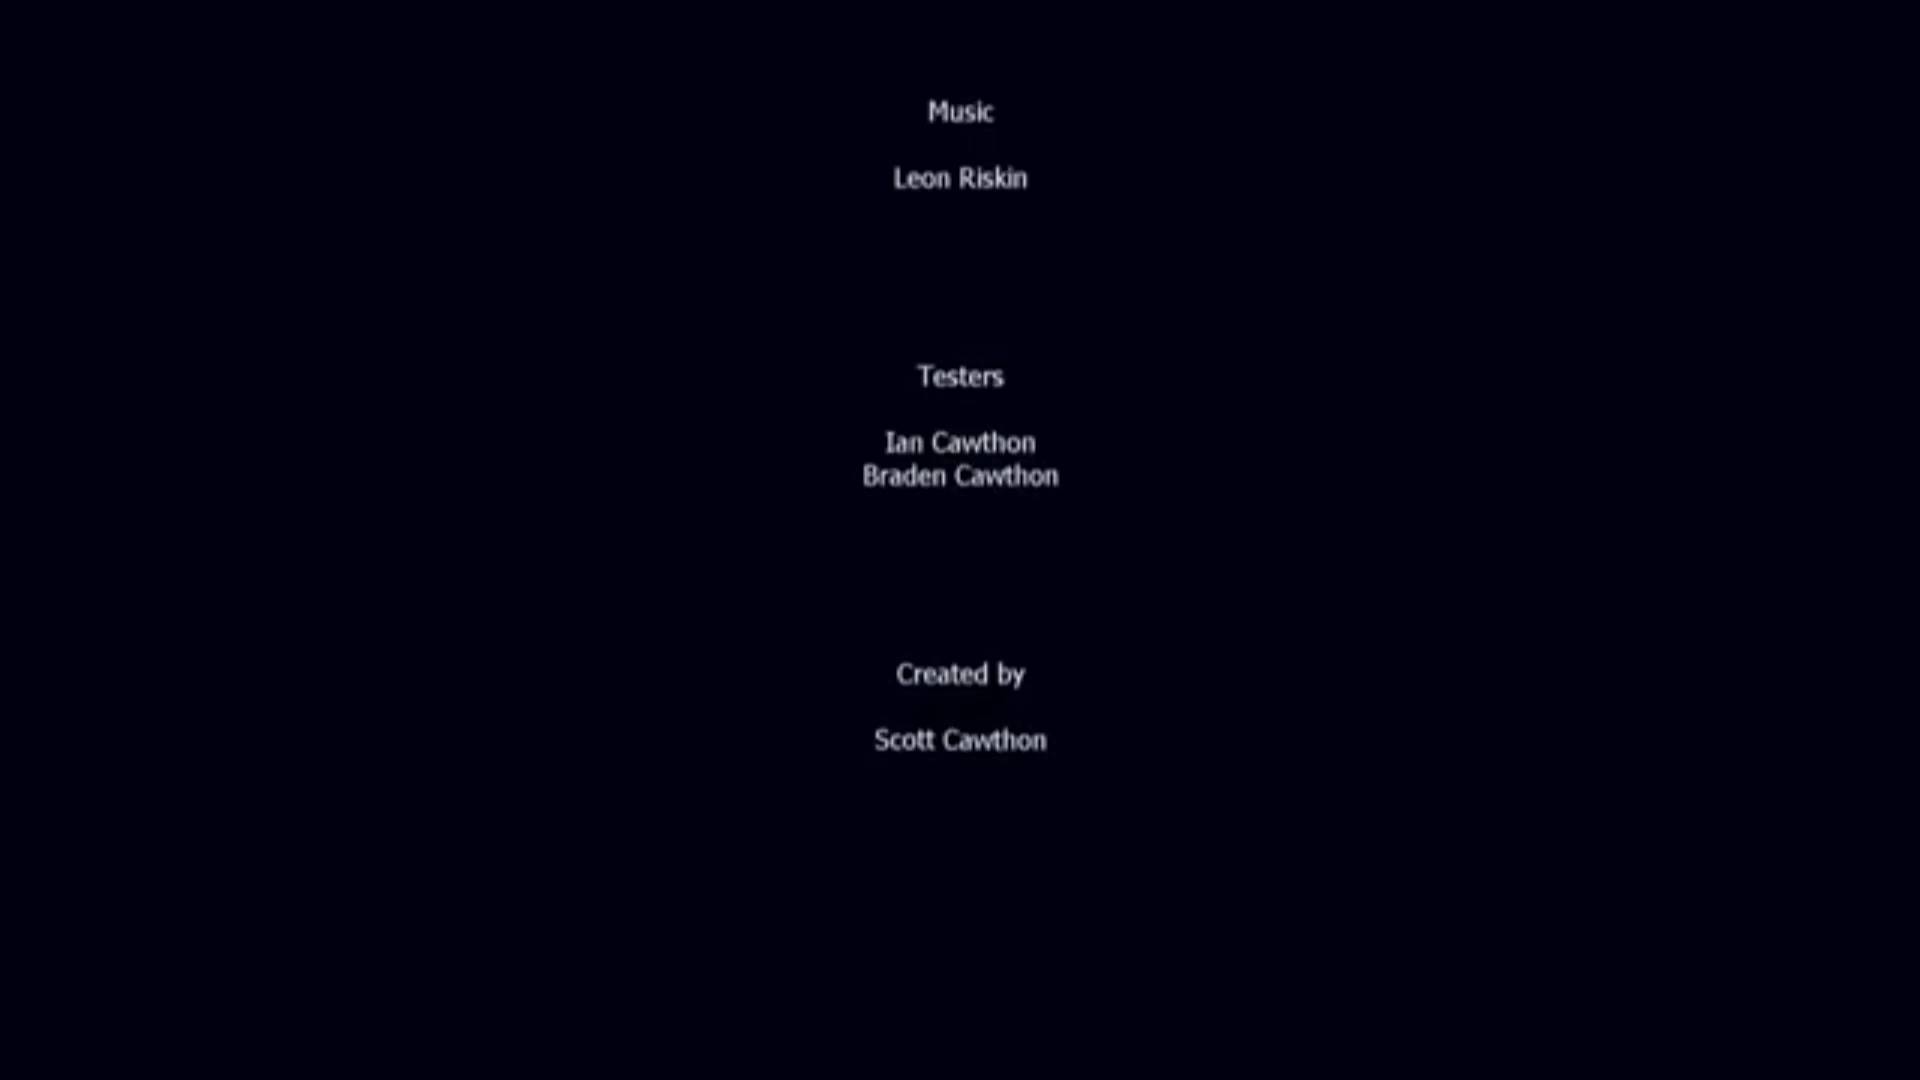 Music
Leon Riskin
Testers
Ian Cawthon
Braden Cawthon
Created by
Scott Cawthon